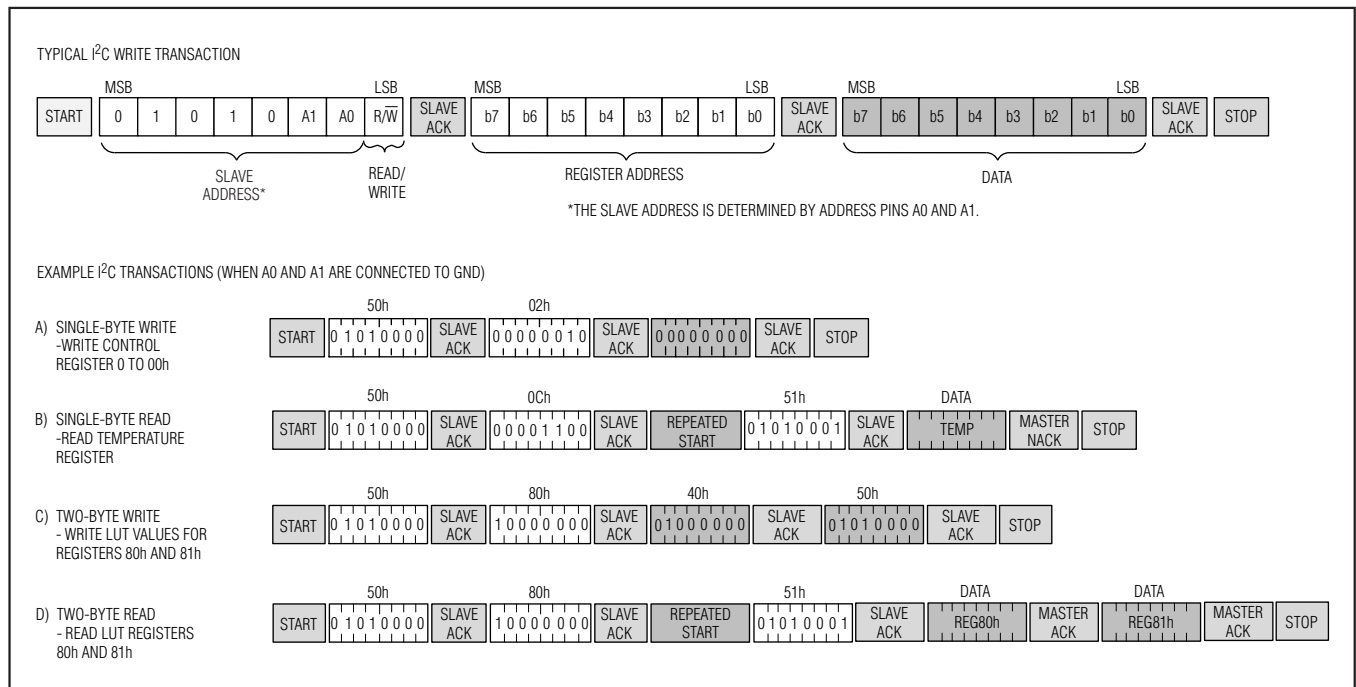 TYPICAL I²C WRITE TRANSACTION
MSB LSB MSB LSB MSB LSB
START 0 1 0 1 0 A1 A0 R/W̅ SLAVE ACK b7 b6 b5 b4 b3 b2 b1 b0 SLAVE ACK b7 b6 b5 b4 b3 b2 b1 b0 SLAVE ACK STOP
SLAVE ADDRESS* READ/ WRITE REGISTER ADDRESS DATA
*THE SLAVE ADDRESS IS DETERMINED BY ADDRESS PINS A0 AND A1.
EXAMPLE I²C TRANSACTIONS (WHEN A0 AND A1 ARE CONNECTED TO GND)
50h 02h
A) SINGLE-BYTE WRITE
-WRITE CONTROL
REGISTER 0 TO 00h
START 0 1 0 1 0 0 0 0 SLAVE ACK 0 0 0 0 0 0 1 0 SLAVE ACK 0 0 0 0 0 0 0 0 SLAVE ACK STOP
50h 0Ch 51h DATA
B) SINGLE-BYTE READ
-READ TEMPERATURE
REGISTER
START 0 1 0 1 0 0 0 0 SLAVE ACK 0 0 0 0 1 1 0 0 SLAVE ACK REPEATED START 0 1 0 1 0 0 0 1 SLAVE ACK TEMP MASTER NACK STOP
50h 80h 40h 50h
C) TWO-BYTE WRITE
- WRITE LUT VALUES FOR
REGISTERS 80h AND 81h
START 0 1 0 1 0 0 0 0 SLAVE ACK 1 0 0 0 0 0 0 0 SLAVE ACK 0 1 0 0 0 0 0 0 SLAVE ACK 0 1 0 1 0 0 0 0 SLAVE ACK STOP
50h 80h 51h DATA DATA
D) TWO-BYTE READ
- READ LUT REGISTERS
80h AND 81h
START 0 1 0 1 0 0 0 0 SLAVE ACK 1 0 0 0 0 0 0 0 SLAVE ACK REPEATED START 0 1 0 1 0 0 0 1 SLAVE ACK REG80h MASTER ACK REG81h MASTER ACK STOP